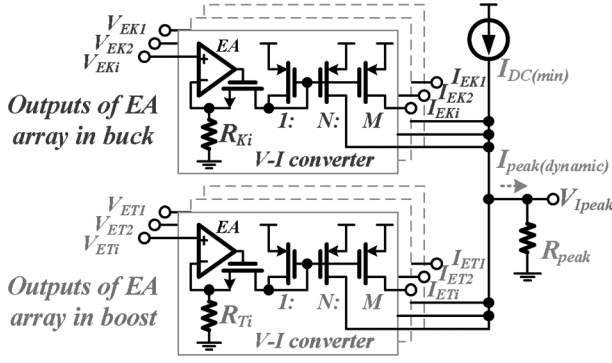 V_EK1
V_EK2
V_EKi
EA
+
−
Outputs of EA
array in buck
R_Ki
1: N: M
V-I converter
I_EK1
I_EK2
I_EKi
I_DC(min)
I_peak(dynamic)
V_Ipeak
R_peak
V_ET1
V_ET2
V_ETi
EA
+
−
Outputs of EA
array in boost
R_Ti
1: N: M
V-I converter
I_ET1
I_ET2
I_ETi